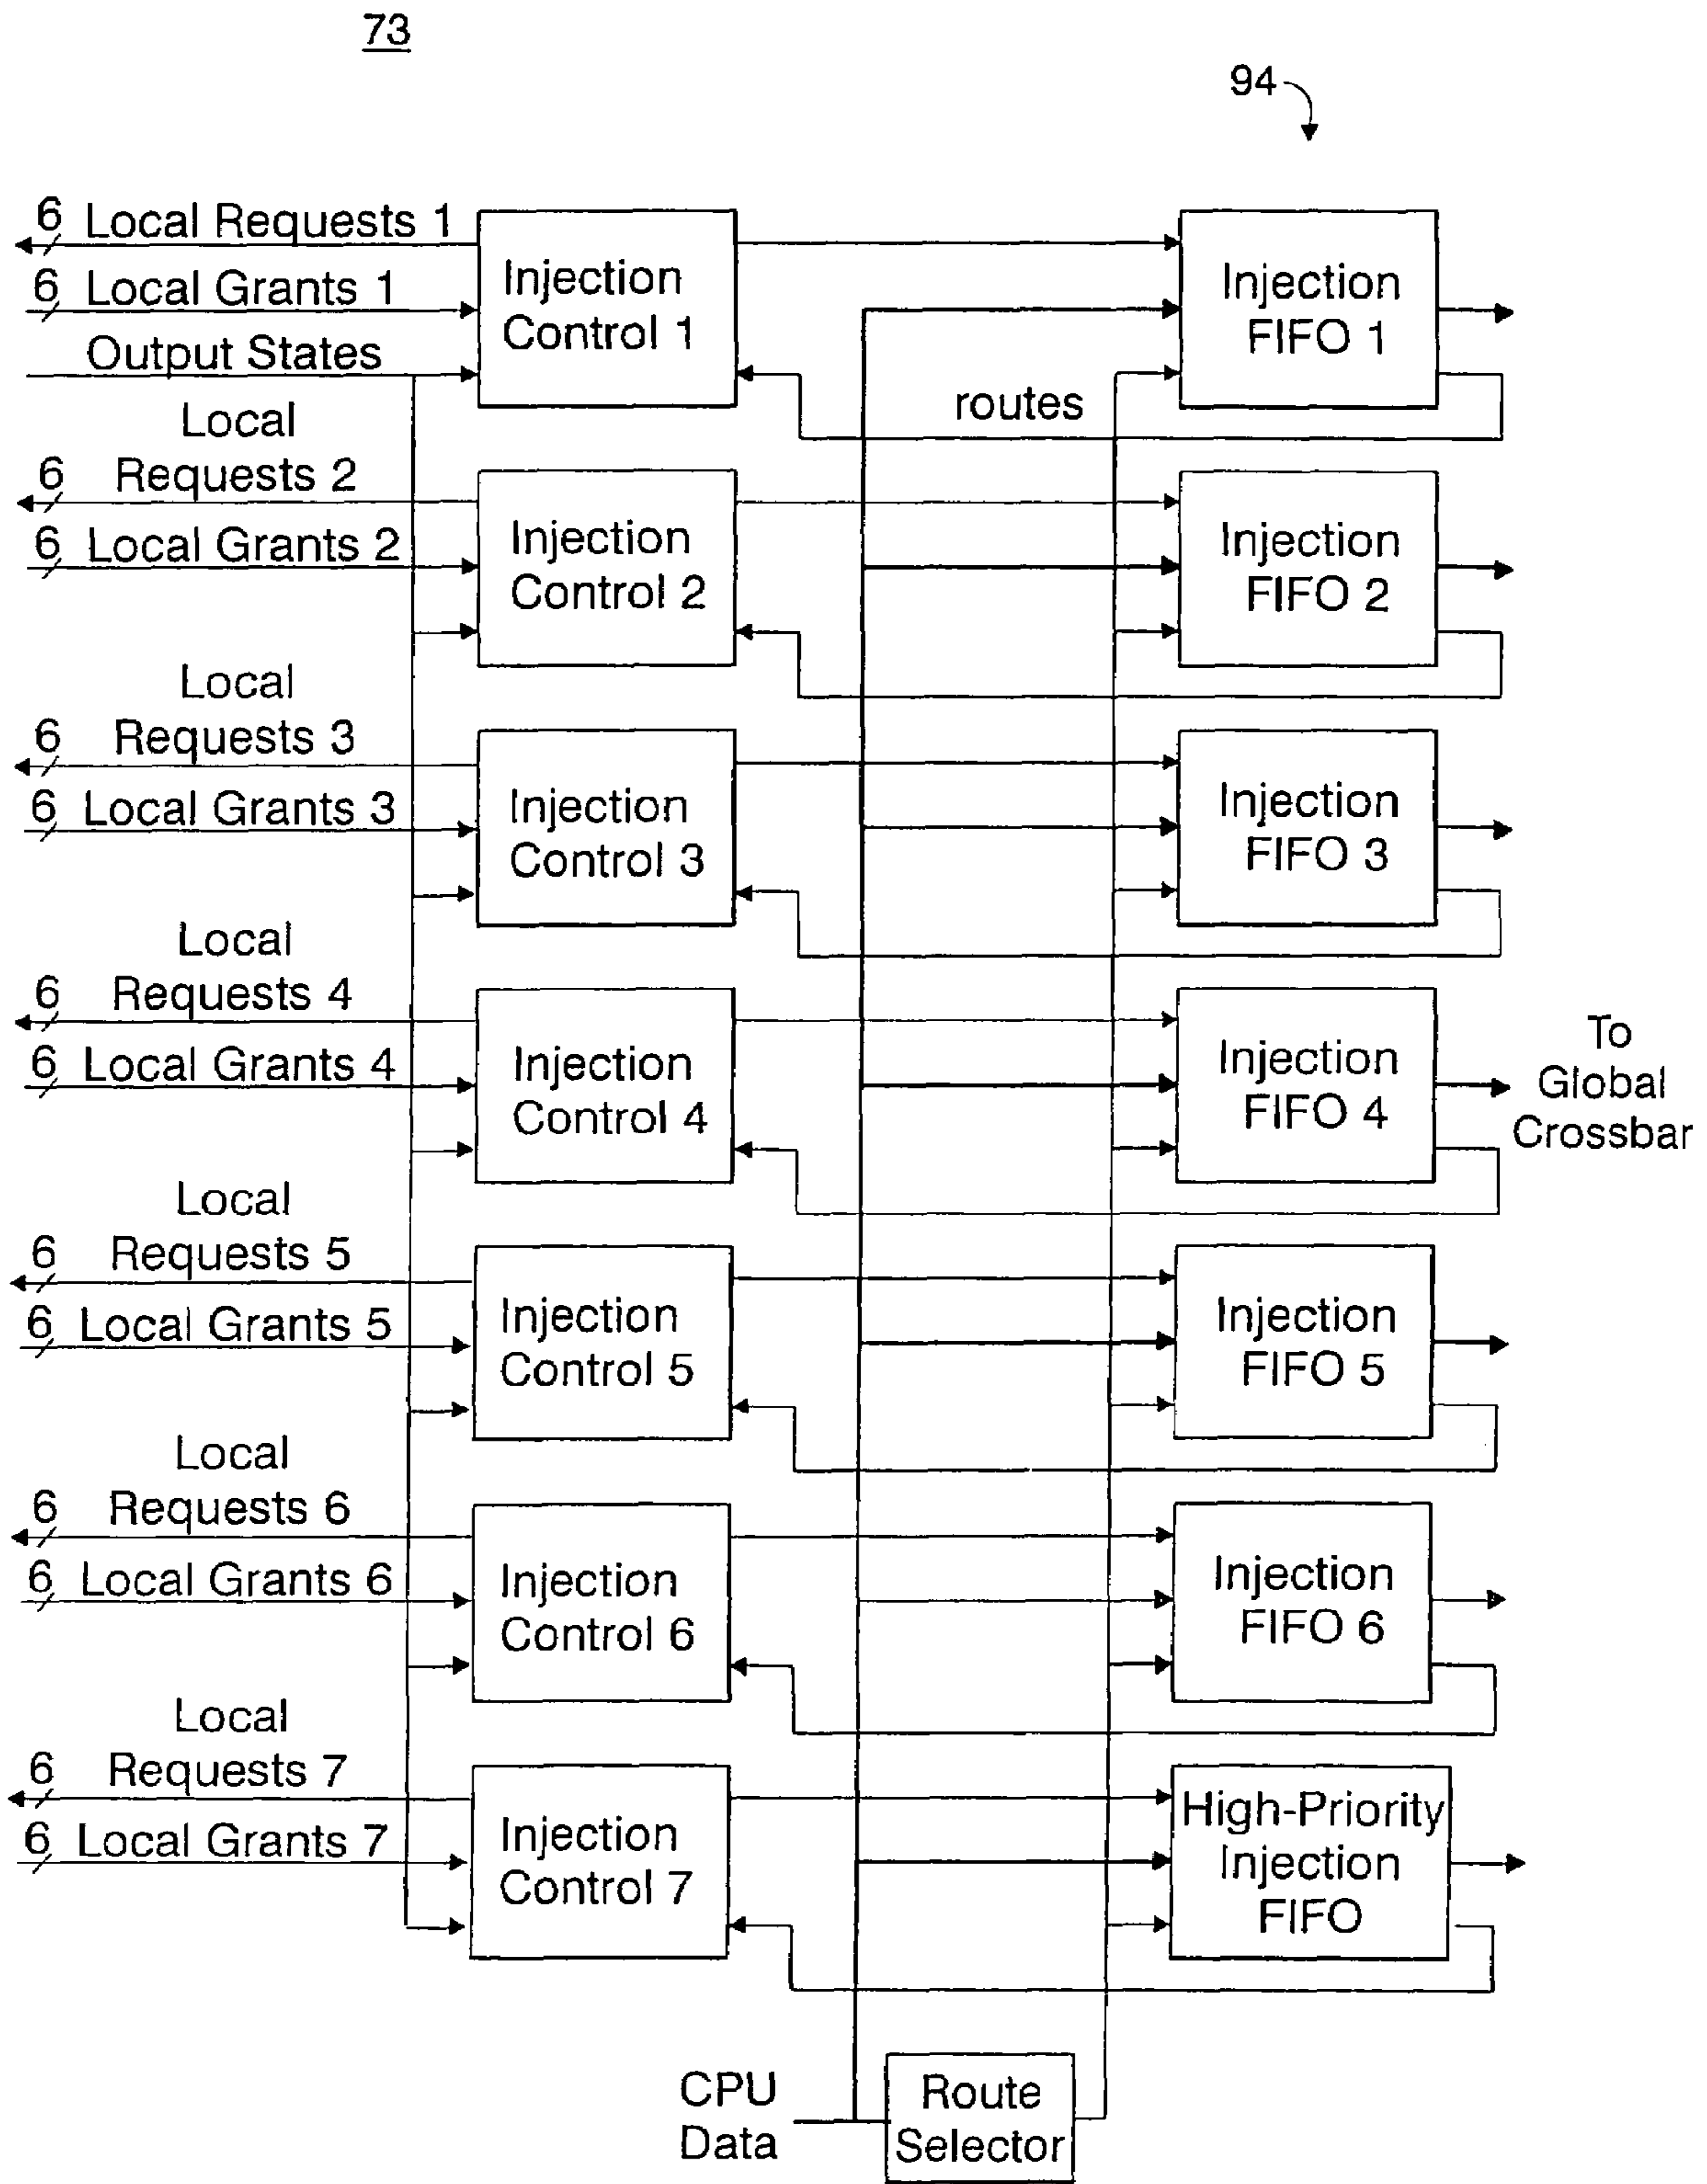 73
94
6 Local Requests 1
6 Local Grants 1
Output States
Injection
Control 1
Injection
FIFO 1
routes
Local
6 Requests 2
6 Local Grants 2
Injection
Control 2
Injection
FIFO 2
Local
6 Requests 3
6 Local Grants 3
Injection
Control 3
Injection
FIFO 3
Local
6 Requests 4
6 Local Grants 4
Injection
Control 4
Injection
FIFO 4
To
Global
Crossbar
Local
6 Requests 5
6 Local Grants 5
Injection
Control 5
Injection
FIFO 5
Local
6 Requests 6
6 Local Grants 6
Injection
Control 6
Injection
FIFO 6
Local
6 Requests 7
6 Local Grants 7
Injection
Control 7
High-Priority
Injection
FIFO
CPU
Data
Route
Selector